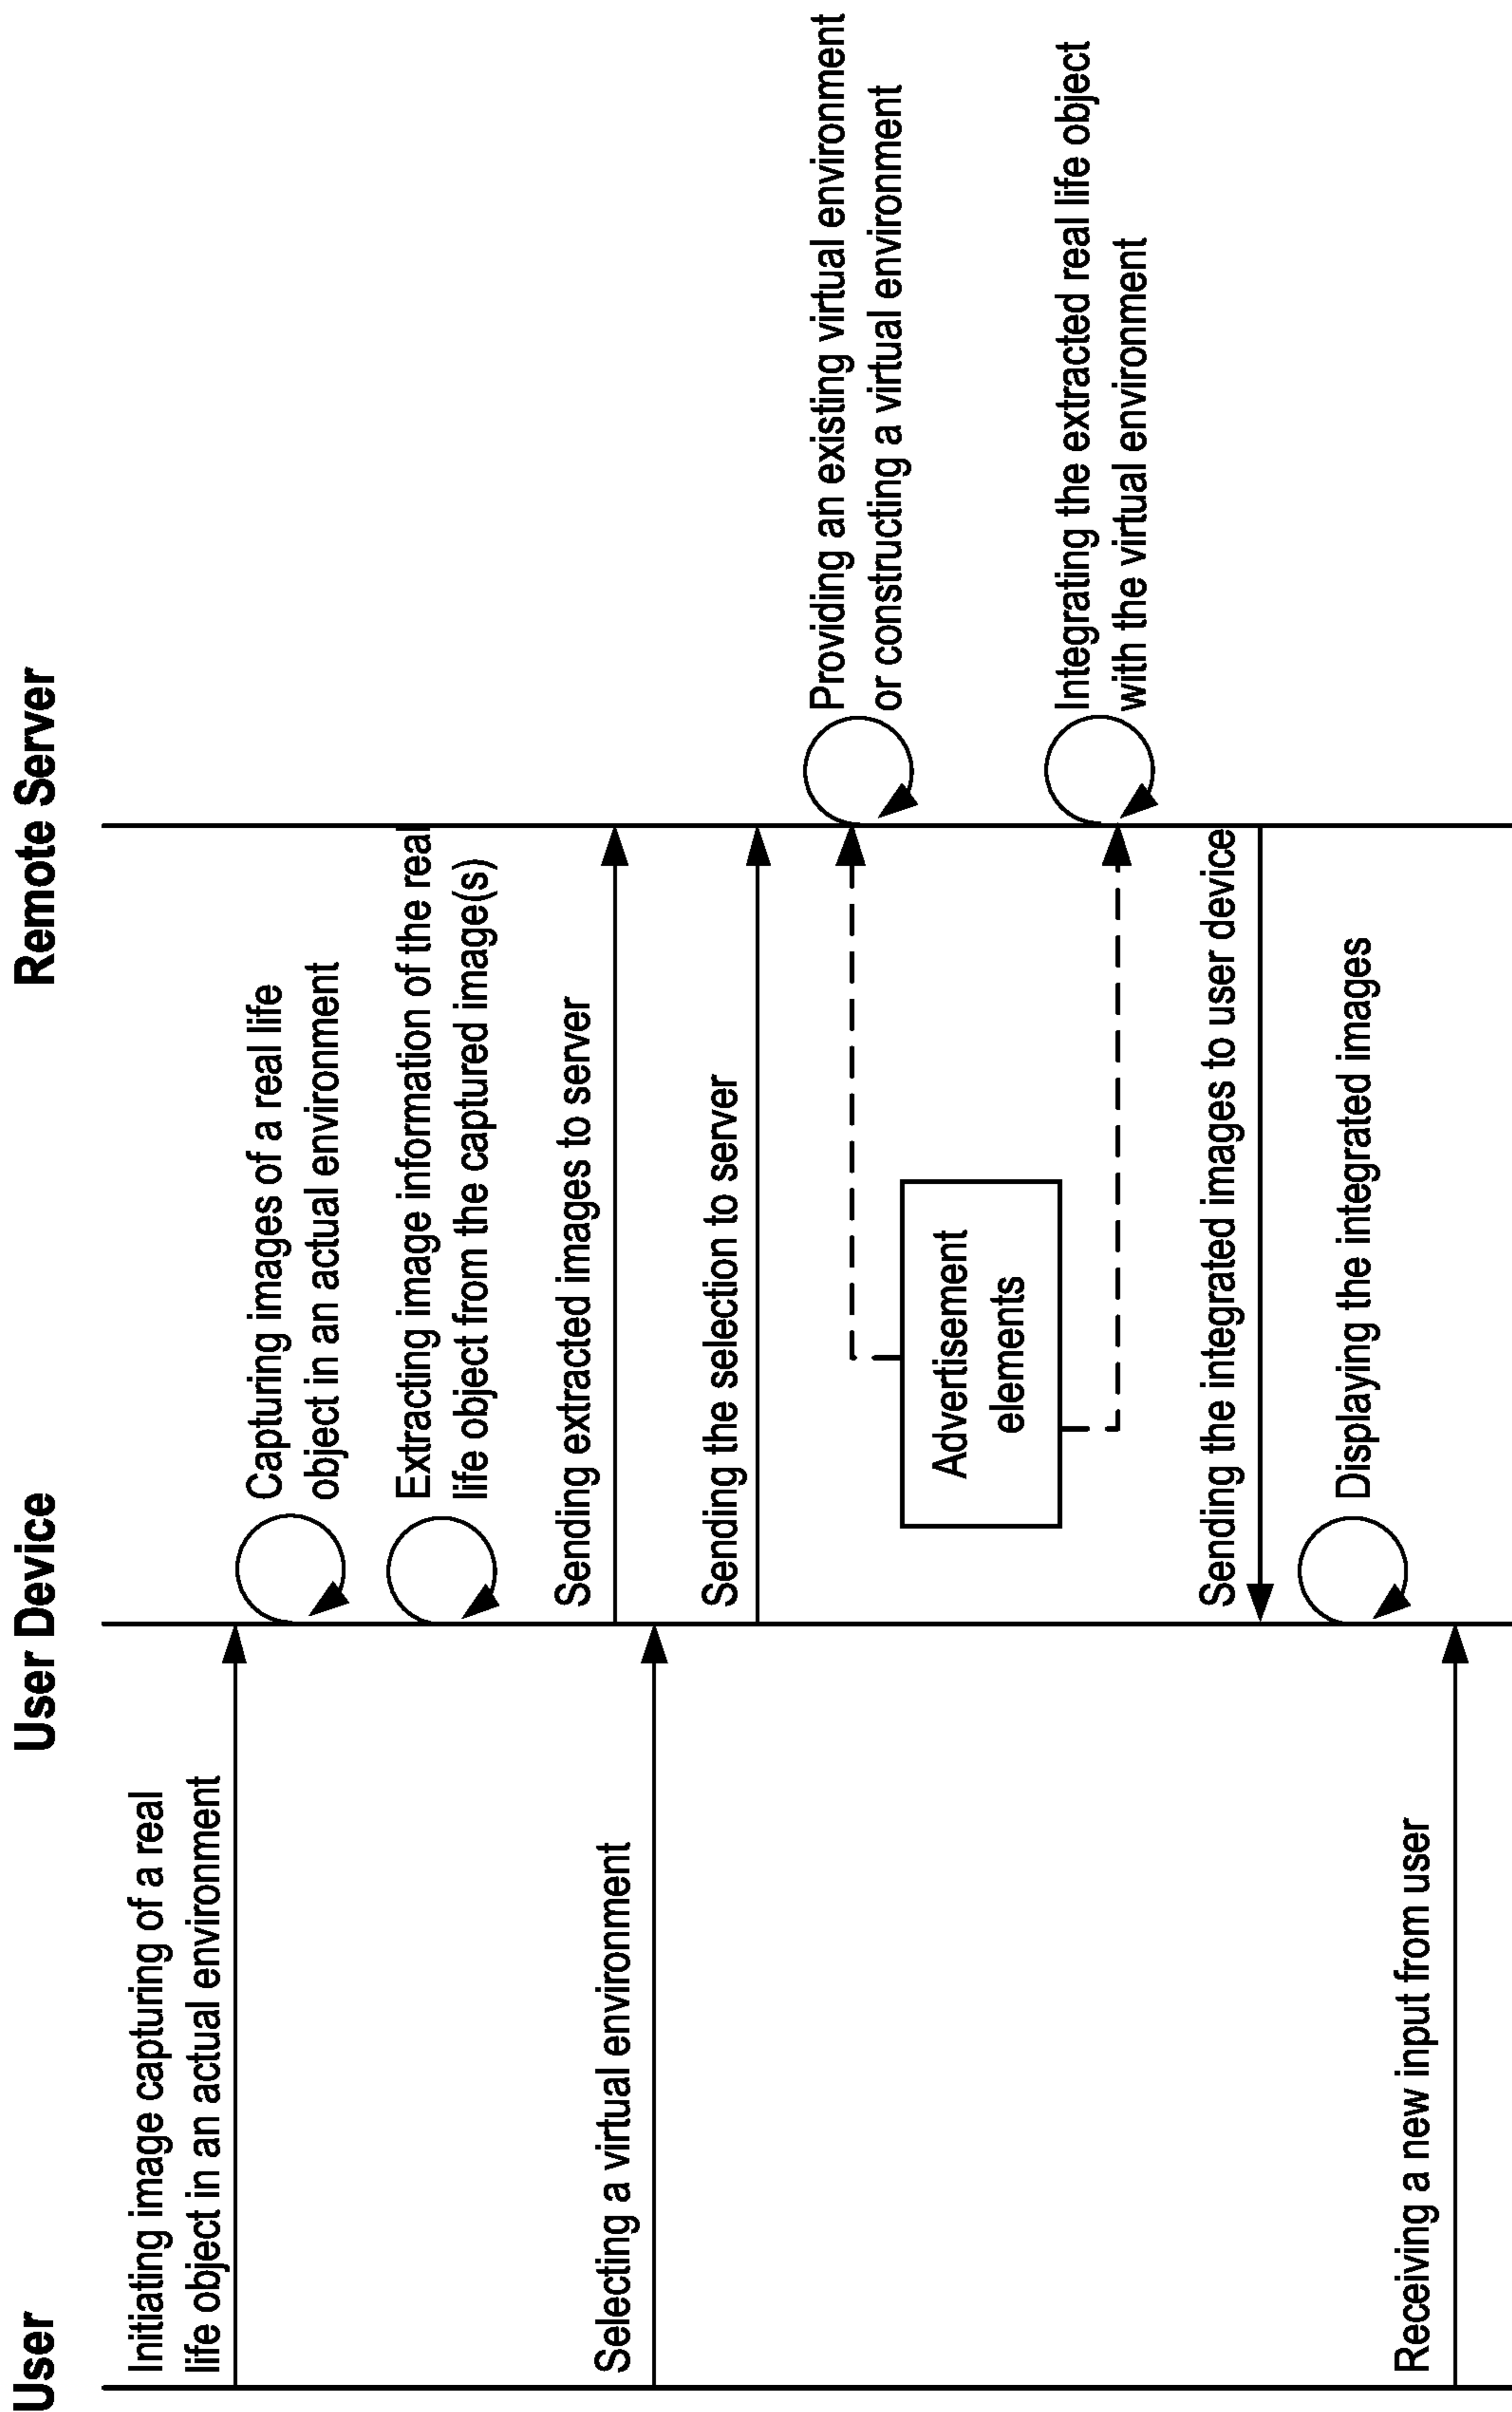 User
User Device
Remote Server
Initiating image capturing of a real
life object in an actual environment
Capturing images of a real life
object in an actual environment
Extracting image information of the real
life object from the captured image(s)
Sending extracted images to server
Selecting a virtual environment
Sending the selection to server
Providing an existing virtual environment
or constructing a virtual environment
Advertisement
elements
Integrating the extracted real life object
with the virtual environment
Sending the integrated images to user device
Displaying the integrated images
Receiving a new input from user